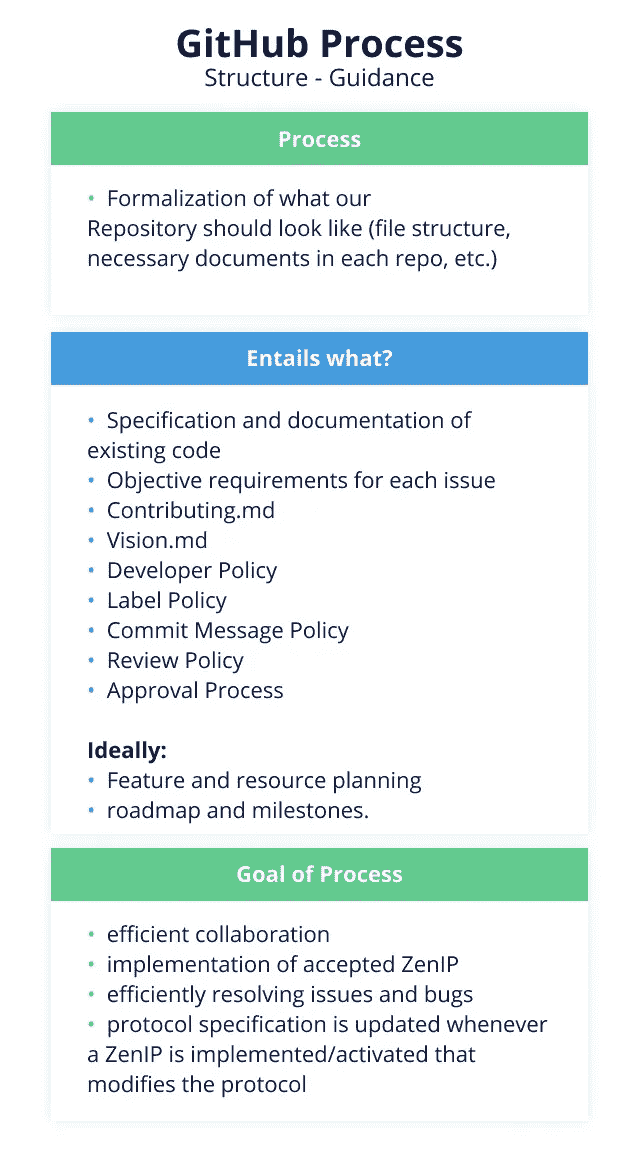 GitHub Process
Structure - Guidance
Process
• Formalization of what our
Repository should look like (file structure,
necessary documents in each repo, etc.)
Entails what?
• Specification and documentation of
existing code
• Objective requirements for each issue
• Contributing.md
• Vision.md
• Developer Policy
• Label Policy
• Commit Message Policy
• Review Policy
• Approval Process
Ideally:
• Feature and resource planning
• roadmap and milestones.
Goal of Process
• efficient collaboration
• implementation of accepted ZenIP
• efficiently resolving issues and bugs
• protocol specification is updated whenever
a ZenIP is implemented/activated that
modifies the protocol